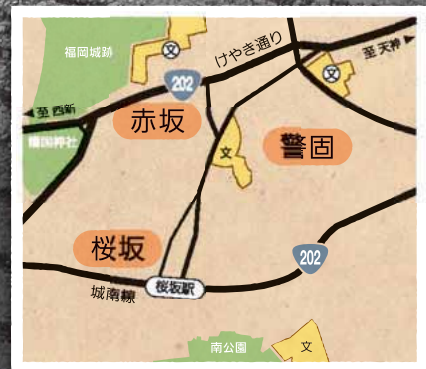 福岡城跡
文
けやき通り
至 天神
文
202
至 西新
赤坂
護国神社
文
警固
桜坂
202
城南線
桜坂駅
南公園
文